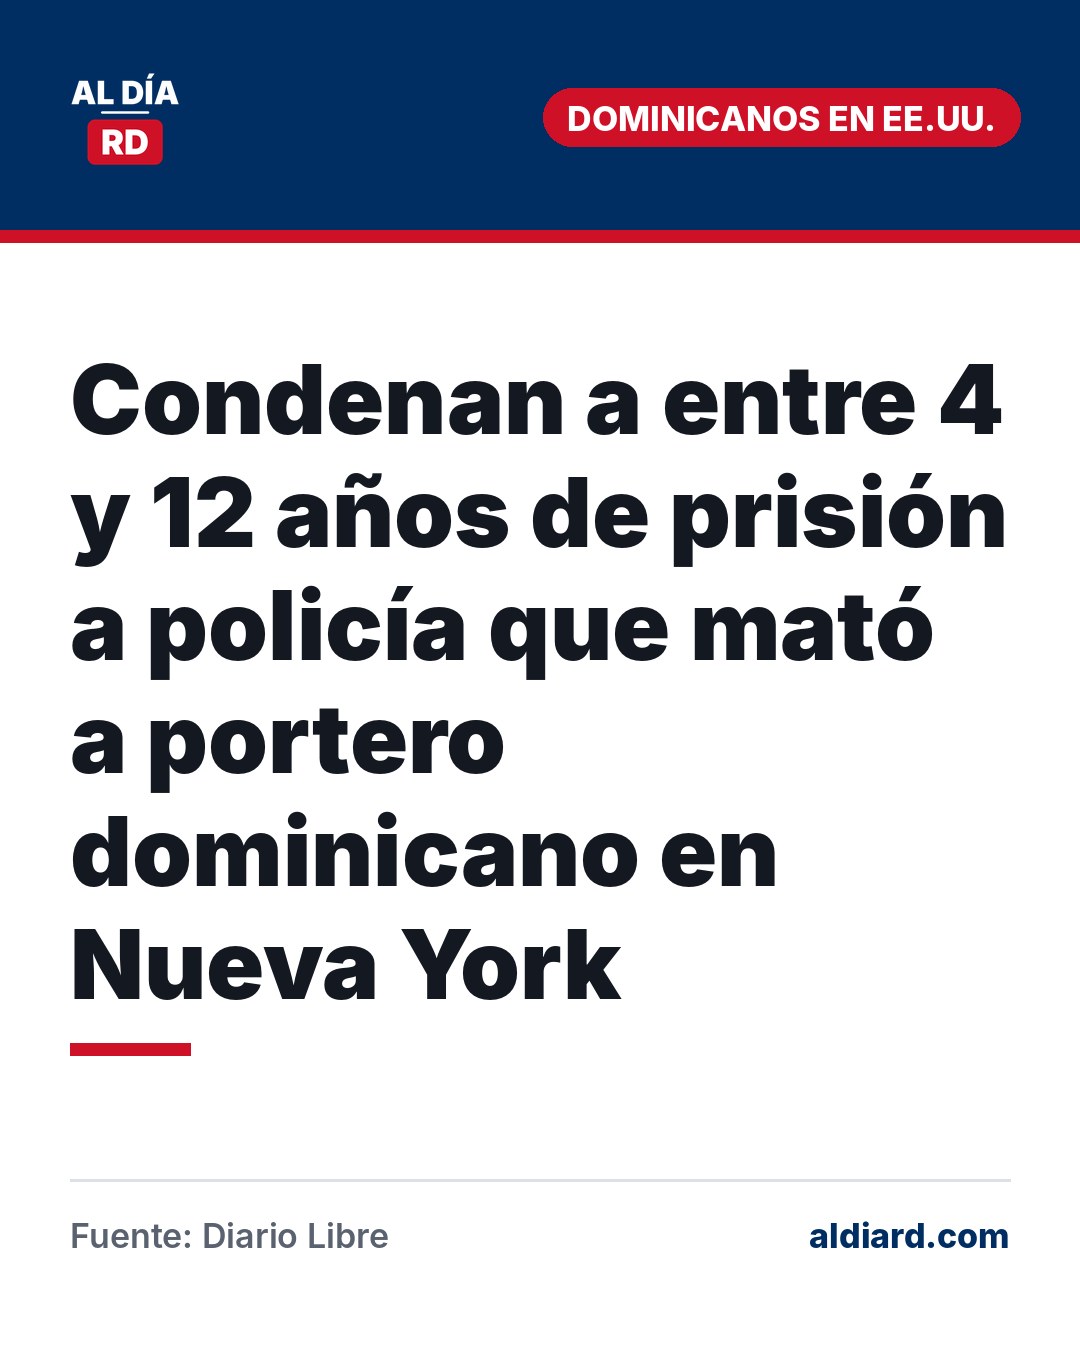 AL DÍA
RD
DOMINICANOS EN EE.UU.
Condenan a entre 4
y 12 años de prisión
a policía que mató
a portero
dominicano en
Nueva York
Fuente: Diario Libre
aldiard.com